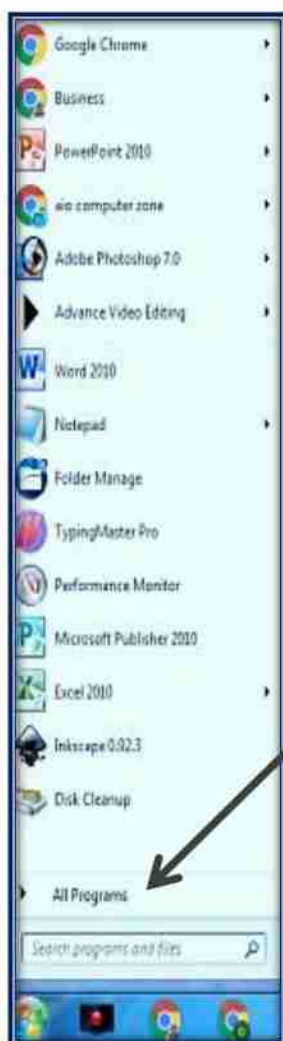 Google Chrome
Business
PowerPoint 2010
aio computer zone
Adobe Photoshop 7.0
Advance Video Editing
Word 2010
Notepad
Folder Manage
TypingMaster Pro
Performance Monitor
Microsoft Publisher 2010
Excel 2010
Inkscape 0.92.3
Disk Cleanup
All Programs
Search programs and files